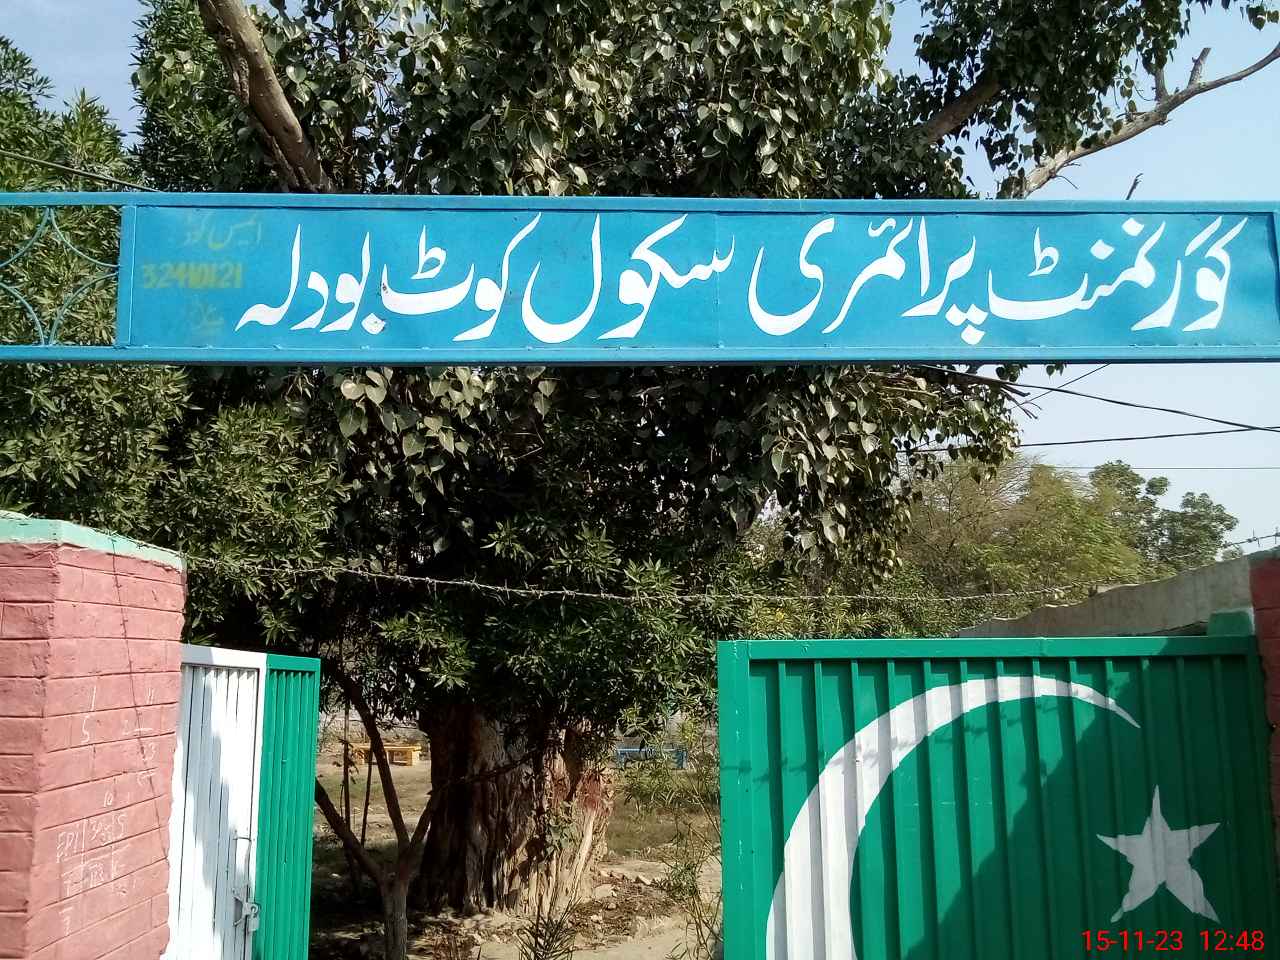 گورنمنٹ پرائمری سکول کوٹ بودلہ
ایس کوڈ
32410121
15-11-23 12:48